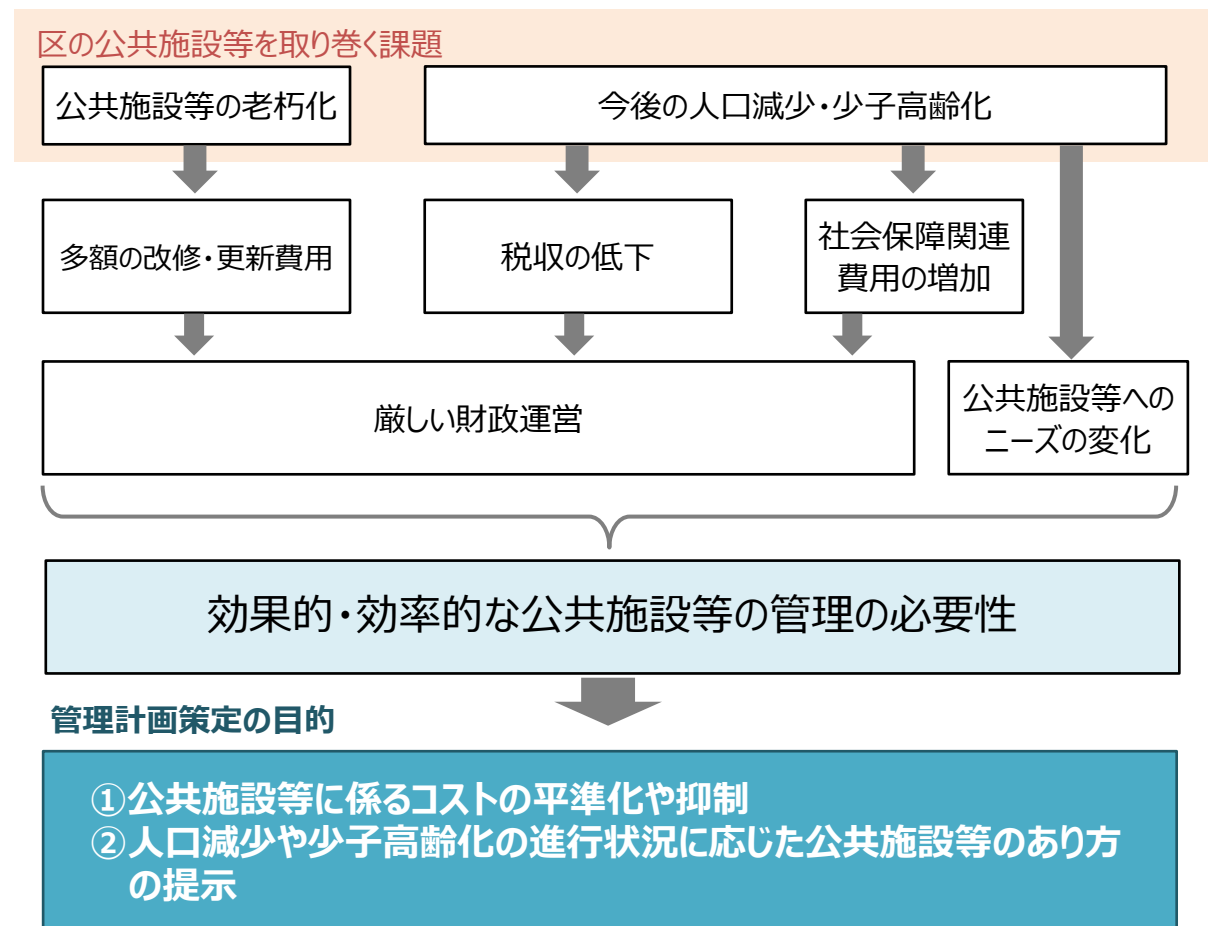 区の公共施設等を取り巻く課題
公共施設等の老朽化
今後の人口減少・少子高齢化
多額の改修・更新費用
税収の低下
社会保障関連
費用の増加
厳しい財政運営
公共施設等への
ニーズの変化
効果的・効率的な公共施設等の管理の必要性
管理計画策定の目的
①公共施設等に係るコストの平準化や抑制
②人口減少や少子高齢化の進行状況に応じた公共施設等のあり方
の提示